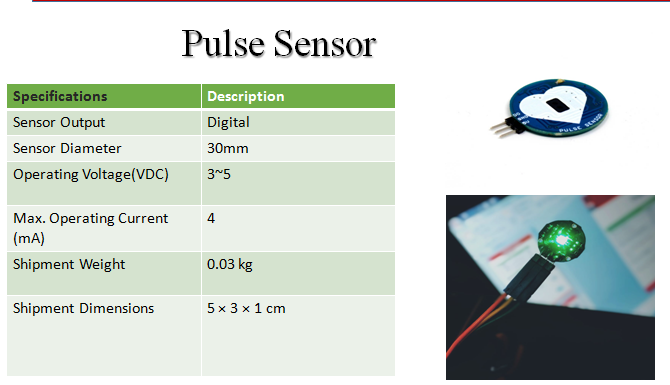 Pulse Sensor
Specifications Description
Sensor Output Digital
Sensor Diameter 30mm
Operating Voltage(VDC) 3~5
Max. Operating Current 4
(mA)
Shipment Weight 0.03 kg
Shipment Dimensions 5 × 3 × 1 cm
PULSE SENSOR